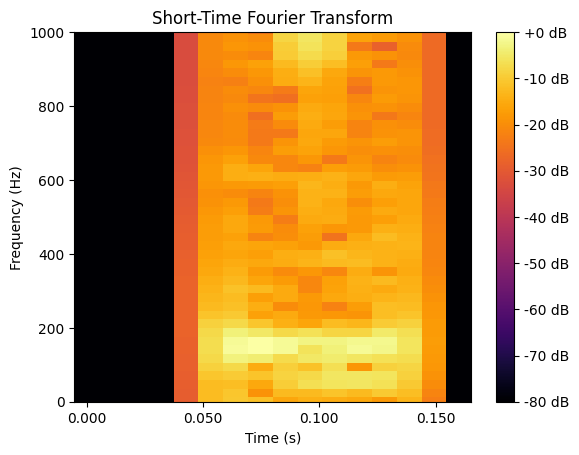 Short-Time Fourier Transform
1000
800
600
400
200
0
Frequency (Hz)
0.000
0.050
0.100
0.150
Time (s)
+0 dB
-10 dB
-20 dB
-30 dB
-40 dB
-50 dB
-60 dB
-70 dB
-80 dB